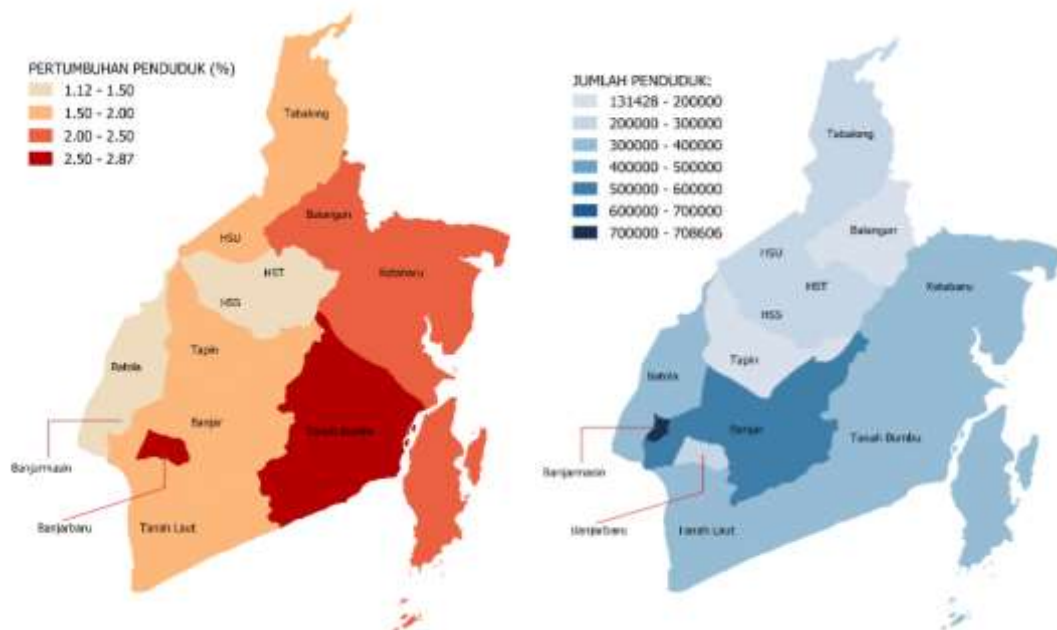 PERTUMBUHAN PENDUDUK (%)
1.12 - 1.50
1.50 - 2.00
2.00 - 2.50
2.50 - 2.87
Tabalong
Balangan
HSU
HST
Kotabaru
HSS
Tapin
Batola
Banjar
Tanah Bumbu
Banjarmasin
Banjarbaru
Tanah Laut
JUMLAH PENDUDUK:
131428 - 200000
200000 - 300000
300000 - 400000
400000 - 500000
500000 - 600000
600000 - 700000
700000 - 708606
Tabalong
Balangan
HSU
HST
Kotabaru
HSS
Tapin
Batola
Banjar
Tanah Bumbu
Banjarmasin
Banjarbaru
Tanah Laut